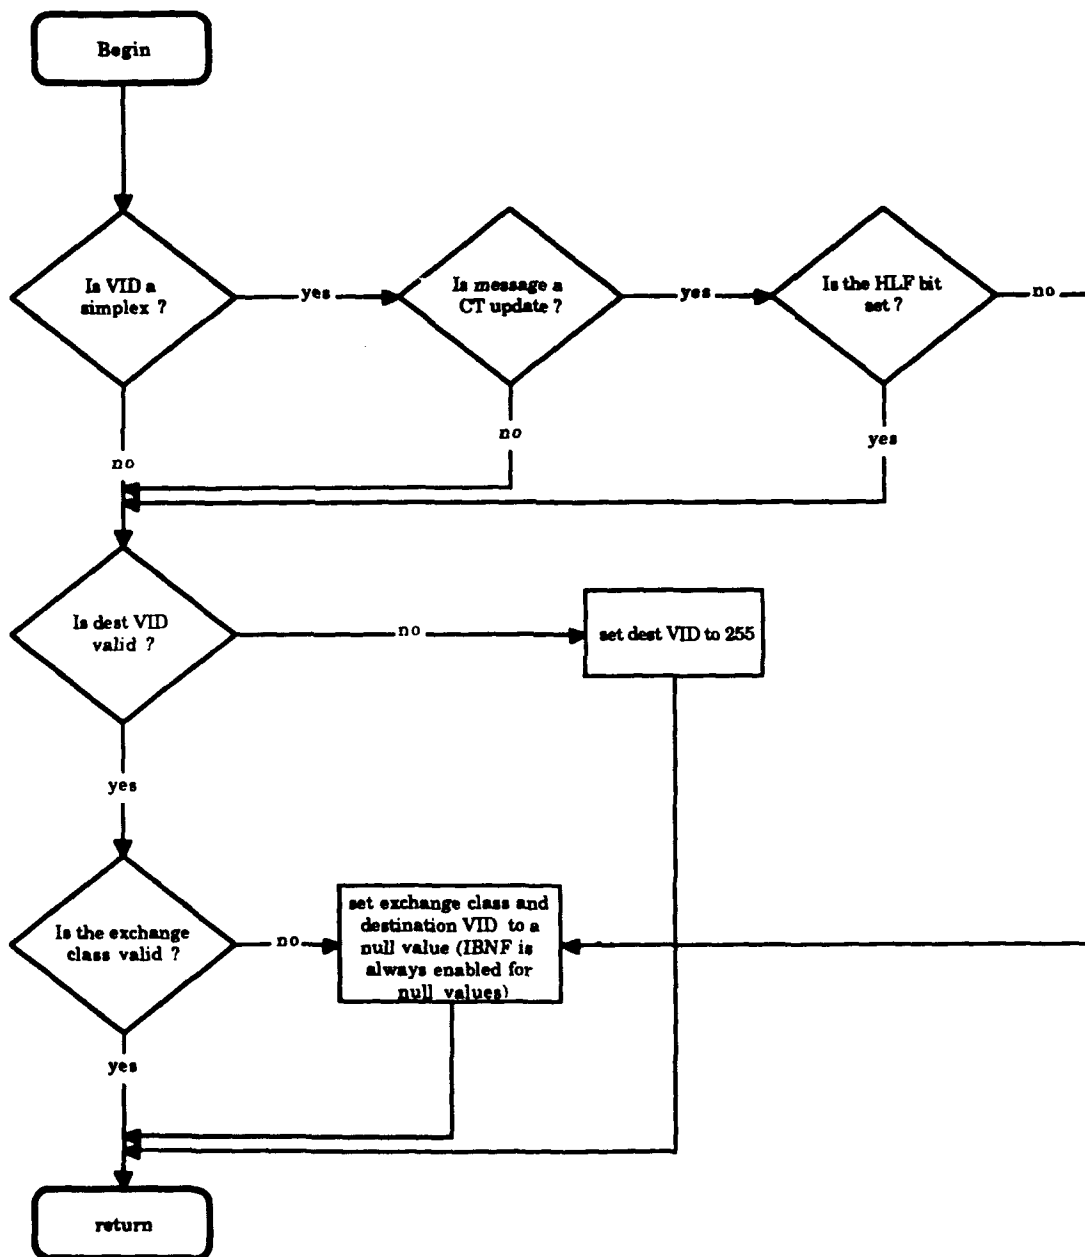 Begin
Is VID a
simplex ?
yes
Is message a
CT update ?
yes
Is the HLF bit
set ?
no
no
no
yes
Is dest VID
valid ?
no
set dest VID to 255
yes
Is the exchange
class valid ?
no
set exchange class and
destination VID to a
null value (IBNF is
always enabled for
null values)
yes
return